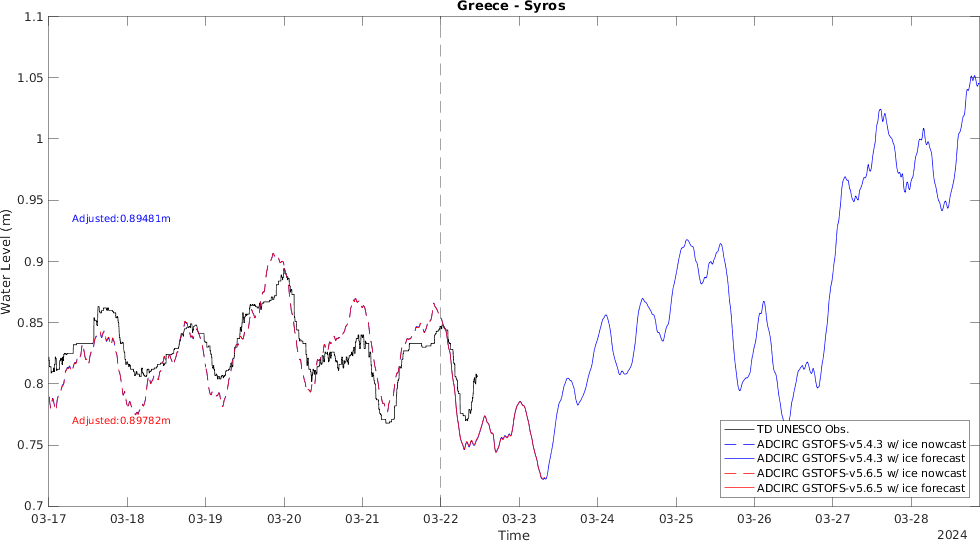 Greece - Syros
1.1
1.05
1
0.95
0.9
0.85
0.8
0.75
0.7
Water Level (m)
Adjusted:0.89481m
Adjusted:0.89782m
TD UNESCO Obs.
ADCIRC GSTOFS-v5.4.3 w/ ice nowcast
ADCIRC GSTOFS-v5.4.3 w/ ice forecast
ADCIRC GSTOFS-v5.6.5 w/ ice nowcast
ADCIRC GSTOFS-v5.6.5 w/ ice forecast
03-17 03-18 03-19 03-20 03-21 03-22 03-23 03-24 03-25 03-26 03-27 03-28
Time
2024